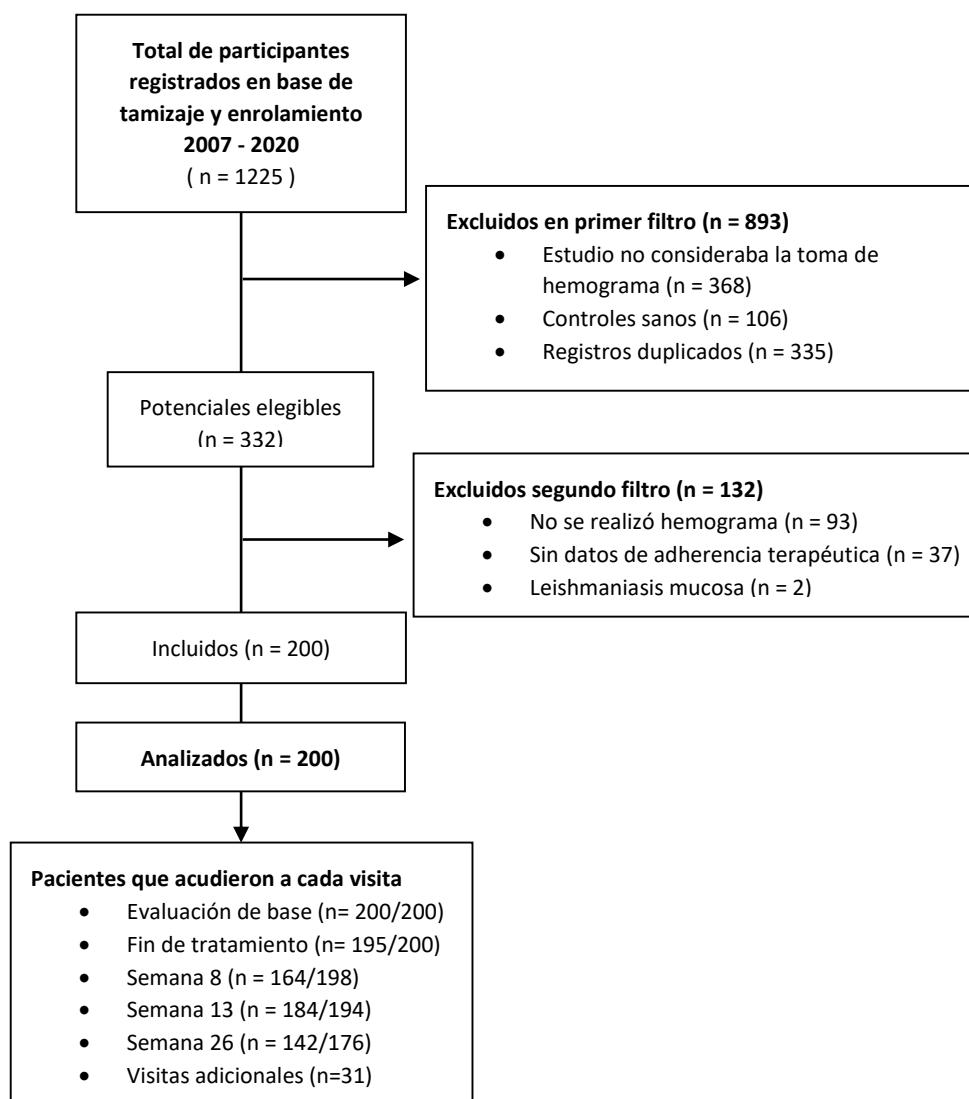 Total de participantes
registrados en base de
tamizaje y enrolamiento
2007 - 2020
( n = 1225 )
Excluidos en primer filtro (n = 893)
• Estudio no consideraba la toma de
hemograma (n = 368)
• Controles sanos (n = 106)
• Registros duplicados (n = 335)
Potenciales elegibles
(n = 332)
Excluidos segundo filtro (n = 132)
• No se realizó hemograma (n = 93)
• Sin datos de adherencia terapéutica (n = 37)
• Leishmaniasis mucosa (n = 2)
Incluidos (n = 200)
Analizados (n = 200)
Pacientes que acudieron a cada visita
• Evaluación de base (n= 200/200)
• Fin de tratamiento (n= 195/200)
• Semana 8 (n = 164/198)
• Semana 13 (n = 184/194)
• Semana 26 (n = 142/176)
• Visitas adicionales (n=31)